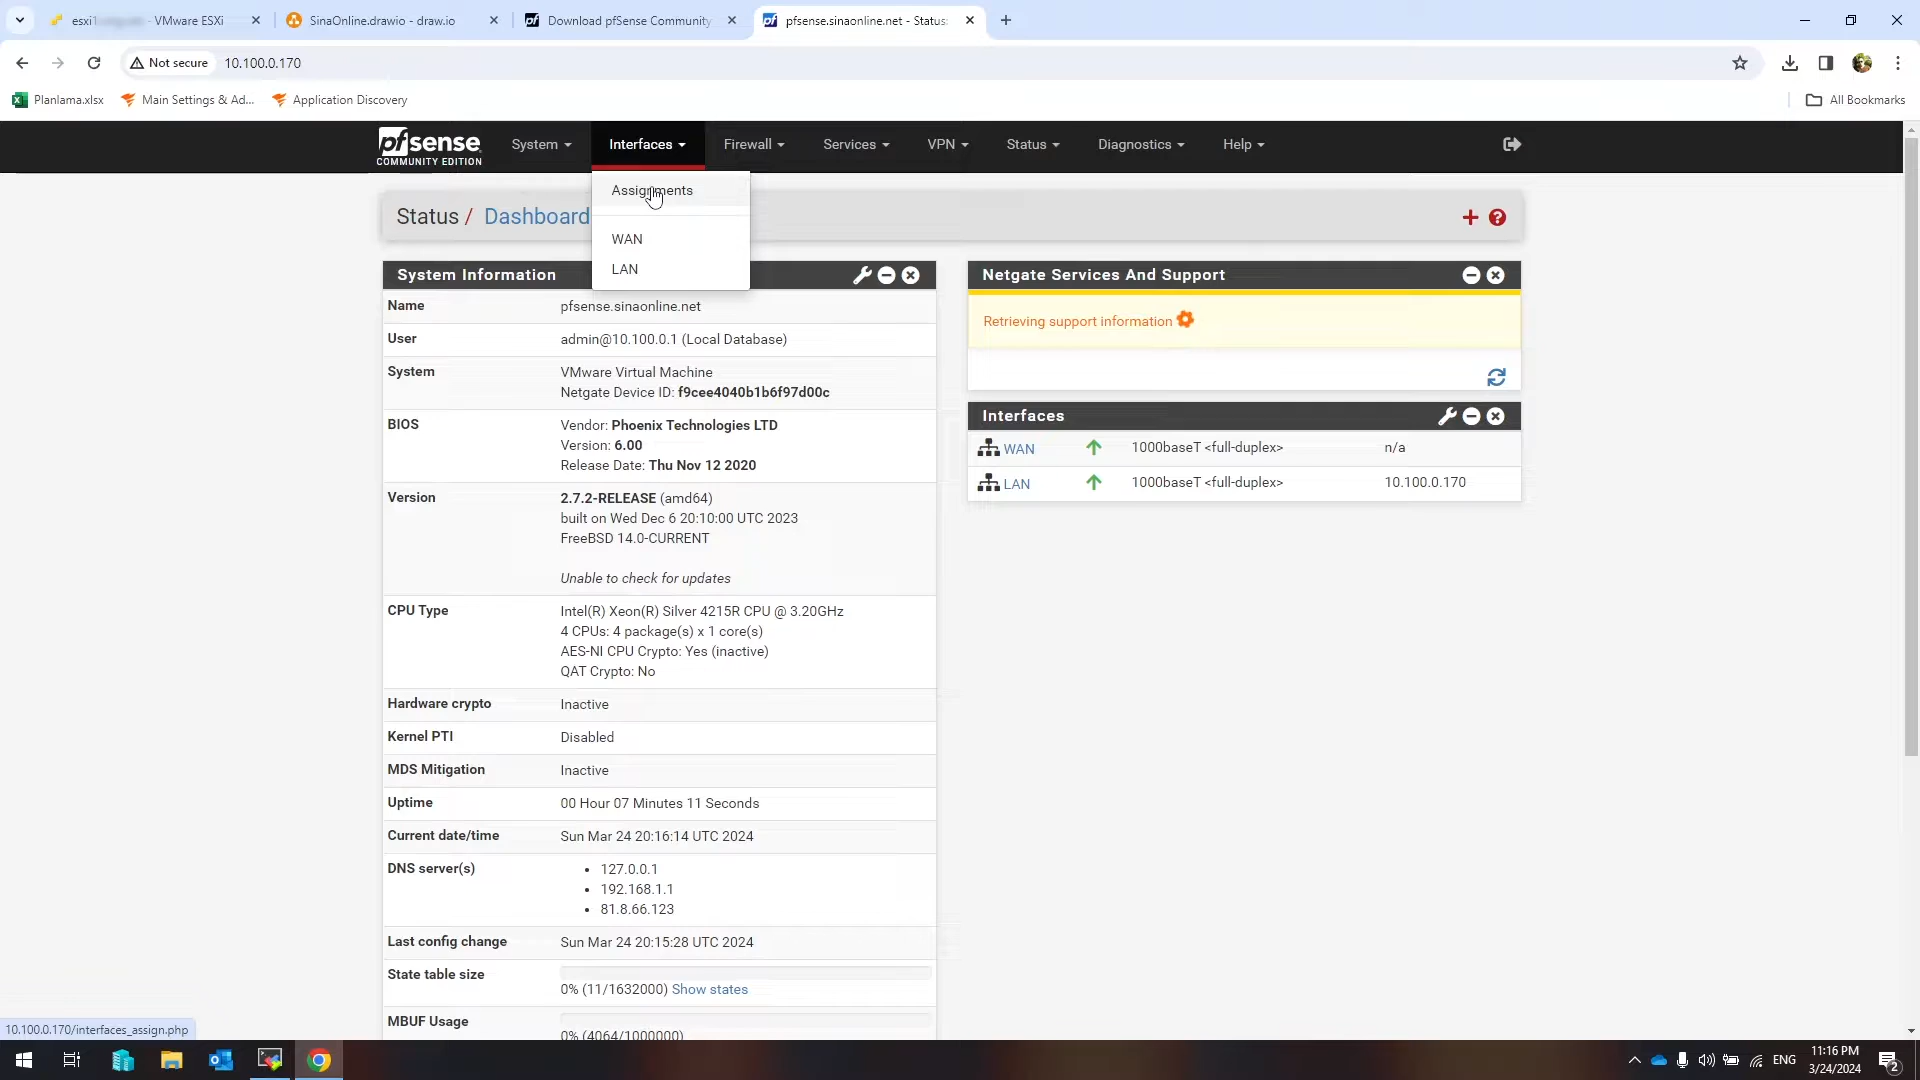 esxi - VMware ESXi
SinaOnline.drawio - draw.io
Download pfSense Community
pfsense.sinaonline.net - Status:
Not secure
10.100.0.170
Planlama.xlsx
Main Settings & Ad...
Application Discovery
All Bookmarks
pfsense
COMMUNITY EDITION
System
Interfaces
Firewall
Services
VPN
Status
Diagnostics
Help
Assignments
WAN
LAN
Status / Dashboard
System Information
Name pfsense.sinaonline.net
User admin@10.100.0.1 (Local Database)
System VMware Virtual Machine
Netgate Device ID: f9cee4040b1b6f97d00c
BIOS Vendor: Phoenix Technologies LTD
Version: 6.00
Release Date: Thu Nov 12 2020
Version 2.7.2-RELEASE (amd64)
built on Wed Dec 6 20:10:00 UTC 2023
FreeBSD 14.0-CURRENT
Unable to check for updates
CPU Type Intel(R) Xeon(R) Silver 4215R CPU @ 3.20GHz
4 CPUs: 4 package(s) x 1 core(s)
AES-NI CPU Crypto: Yes (inactive)
QAT Crypto: No
Hardware crypto Inactive
Kernel PTI Disabled
MDS Mitigation Inactive
Uptime 00 Hour 07 Minutes 11 Seconds
Current date/time Sun Mar 24 20:16:14 UTC 2024
DNS server(s) • 127.0.0.1
• 192.168.1.1
• 81.8.66.123
Last config change Sun Mar 24 20:15:28 UTC 2024
State table size
0% (11/1632000) Show states
MBUF Usage
0% (4064/1000000)
Netgate Services And Support
Retrieving support information
Interfaces
WAN 1000baseT <full-duplex> n/a
LAN 1000baseT <full-duplex> 10.100.0.170
10.100.0.170/interfaces_assign.php
ENG
11:16 PM
3/24/2024
2